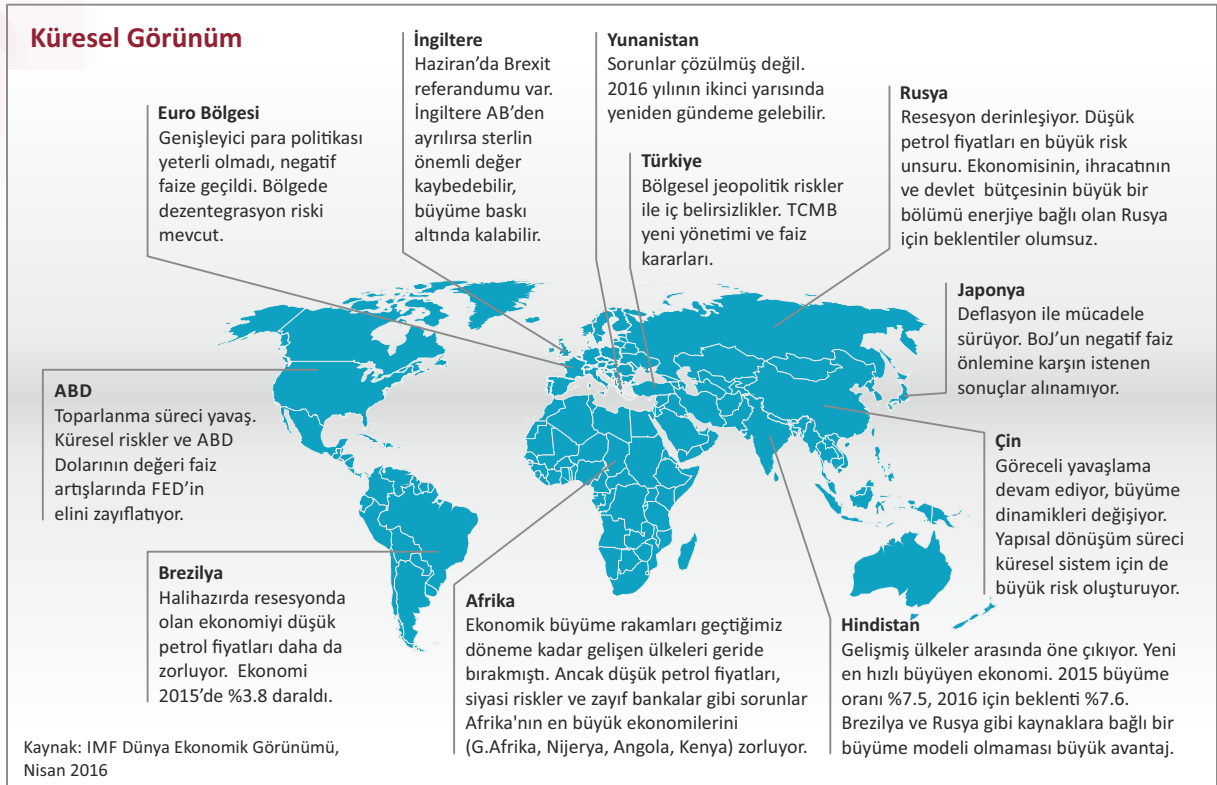 Küresel Görünüm
Euro Bölgesi
Genişleyici para politikası
yeterli olmadı, negatif
faize geçildi. Bölgede
dezentegrasyon riski
mevcut.
İngiltere
Haziran’da Brexit
referandumu var.
İngiltere AB’den
ayrılırsa sterlin
önemli değer
kaybedebilir,
büyüme baskı
altında kalabilir.
Yunanistan
Sorunlar çözülmüş değil.
2016 yılının ikinci yarısında
yeniden gündeme gelebilir.
Türkiye
Bölgesel jeopolitik riskler
ile iç belirsizlikler. TCMB
yeni yönetimi ve faiz
kararları.
Rusya
Resesyon derinleşiyor. Düşük
petrol fiyatları en büyük risk
unsuru. Ekonomisinin, ihracatının
ve devlet bütçesinin büyük bir
bölümü enerjiye bağlı olan Rusya
için beklentiler olumsuz.
Japonya
Deflasyon ile mücadele
sürüyor. BoJ’un negatif faiz
önlemine karşın istenen
sonuçlar alınamıyor.
ABD
Toparlanma süreci yavaş.
Küresel riskler ve ABD
Dolarının değeri faiz
artışlarında FED’in
elini zayıflatıyor.
Çin
Göreceli yavaşlama
devam ediyor, büyüme
dinamikleri değişiyor.
Yapısal dönüşüm süreci
küresel sistem için de
büyük risk oluşturuyor.
Brezilya
Halihazırda resesyonda
olan ekonomiyi düşük
petrol fiyatları daha da
zorluyor. Ekonomi
2015’de %3.8 daraldı.
Afrika
Ekonomik büyüme rakamları geçtiğimiz
döneme kadar gelişen ülkeleri geride
bırakmıştı. Ancak düşük petrol fiyatları,
siyasi riskler ve zayıf bankalar gibi sorunlar
Afrika'nın en büyük ekonomilerini
(G.Afrika, Nijerya, Angola, Kenya) zorluyor.
Hindistan
Gelişmiş ülkeler arasında öne çıkıyor. Yeni
en hızlı büyüyen ekonomi. 2015 büyüme
oranı %7.5, 2016 için beklenti %7.6.
Brezilya ve Rusya gibi kaynaklara bağlı bir
büyüme modeli olmaması büyük avantaj.
Kaynak: IMF Dünya Ekonomik Görünümü,
Nisan 2016